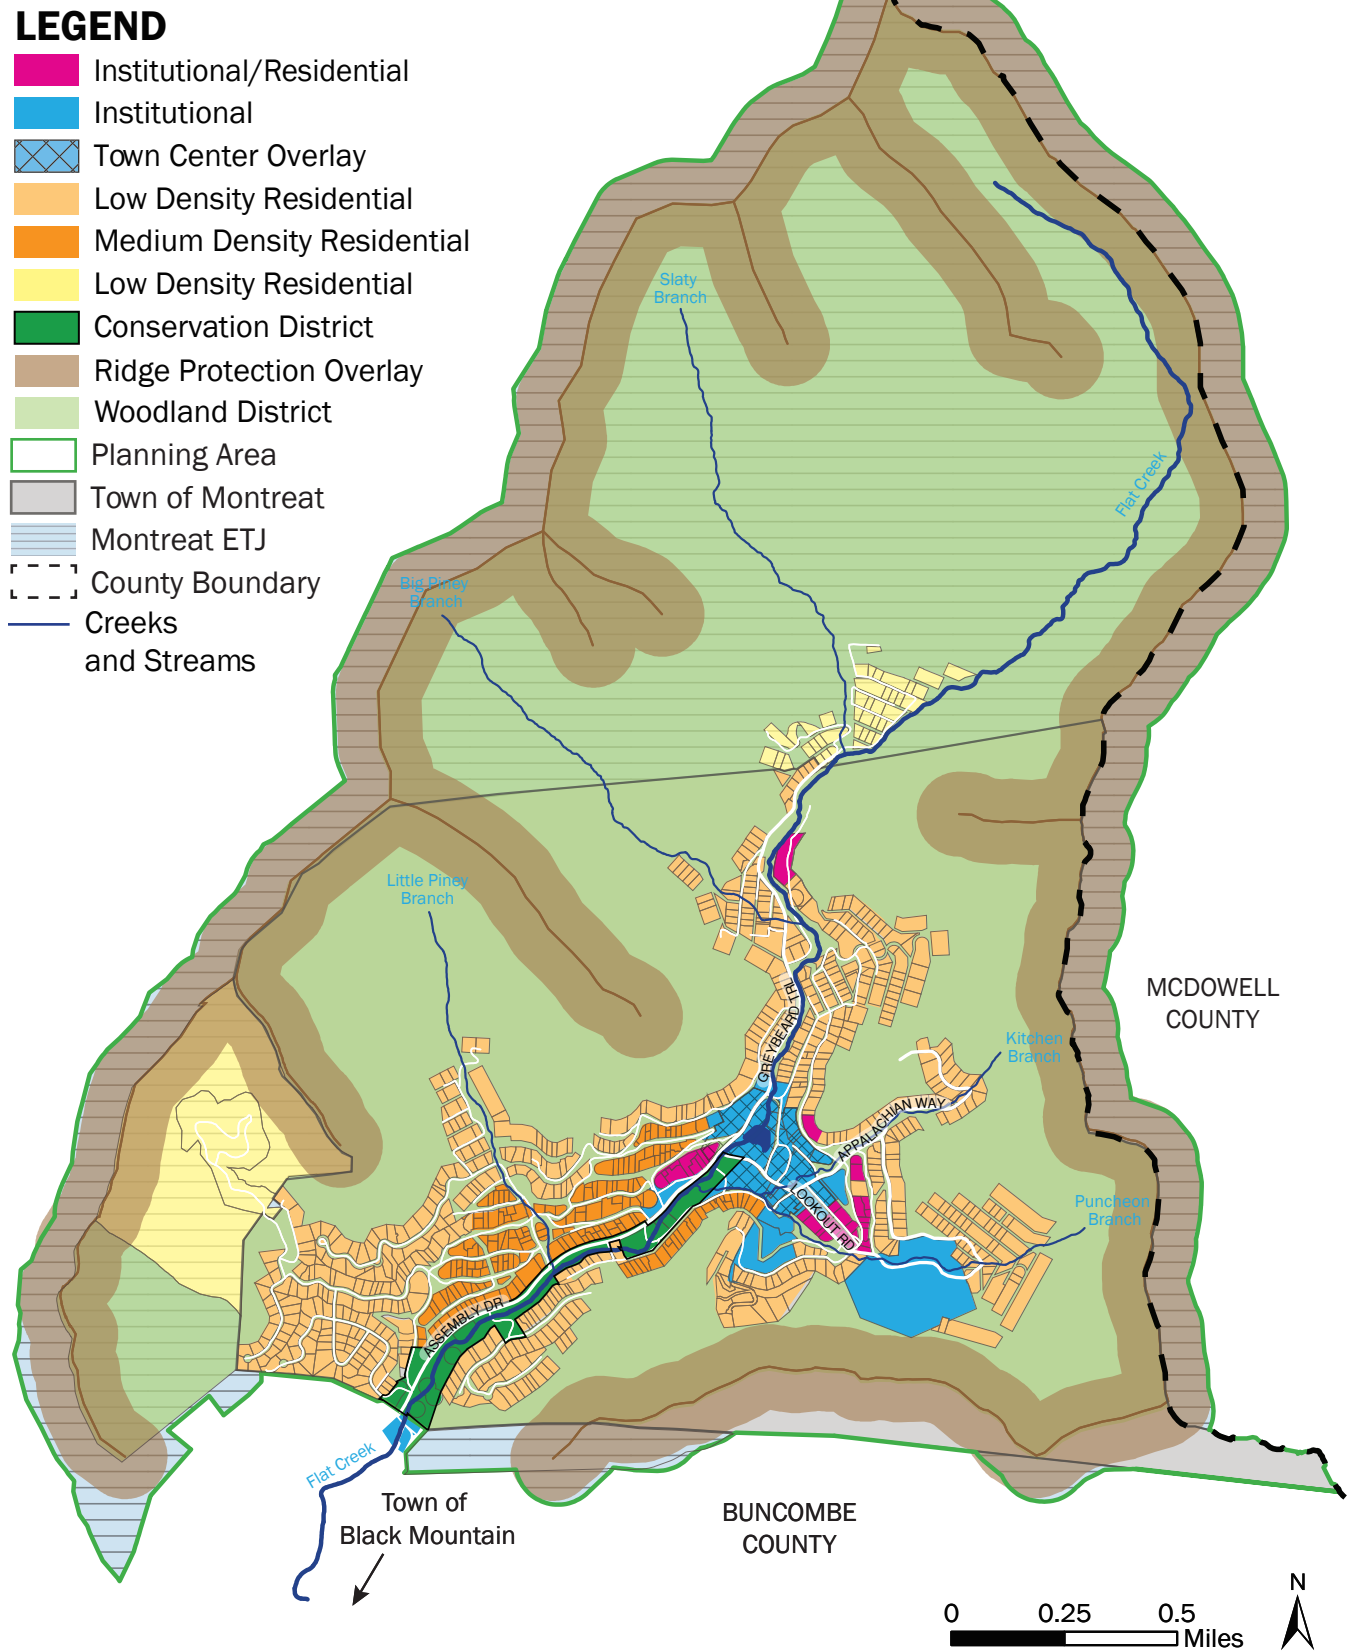 LEGEND
Institutional/Residential
Institutional
Town Center Overlay
Low Density Residential
Medium Density Residential
Low Density Residential
Conservation District
Ridge Protection Overlay
Woodland District
Planning Area
Town of Montreat
Montreat ETJ
County Boundary
Creeks
and Streams
Slaty
Branch
Flat Creek
Big Piney
Branch
Little Piney
Branch
MCDOWELL
COUNTY
GREYBEARD TRL
Kitchen
Branch
APPALACHIAN WAY
LOOKOUT RD
Puncheon
Branch
ASSEMBLY DR
Flat Creek
Town of
Black Mountain
BUNCOMBE
COUNTY
0 0.25 0.5
Miles
N